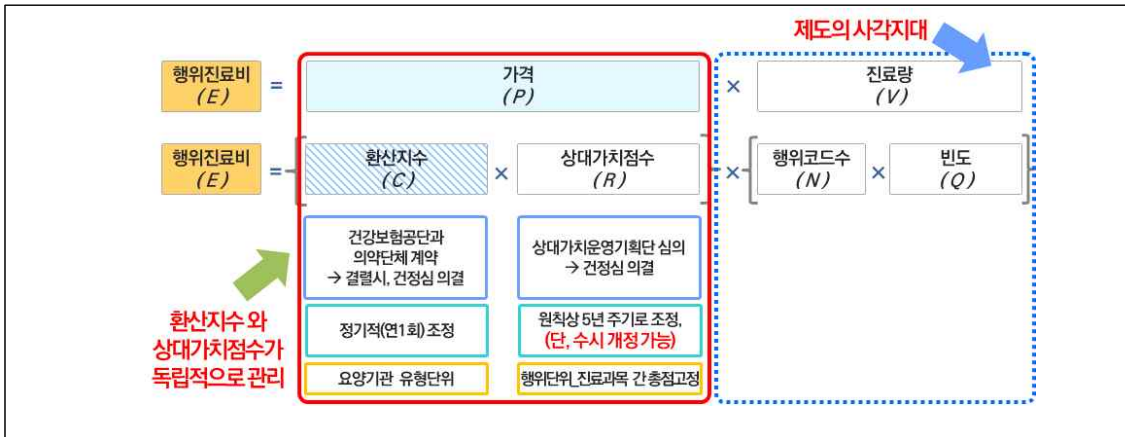 제도의 사각지대
행위진료비
(E)
=
가격
(P)
×
진료량
(V)
행위진료비
(E)
=
환산지수
(C)
×
상대가치점수
(R)
×
행위코드수
(N)
×
빈도
(Q)
건강보험공단과
의약단체 계약
→ 결렬시, 건정심 의결
상대가치운영기획단 심의
→ 건정심 의결
환산지수 와
상대가치점수가
독립적으로 관리
정기적(연1회) 조정
원칙상 5년 주기로 조정,
(단, 수시 개정 가능)
요양기관 유형단위
행위단위_진료과목 간 총점고정